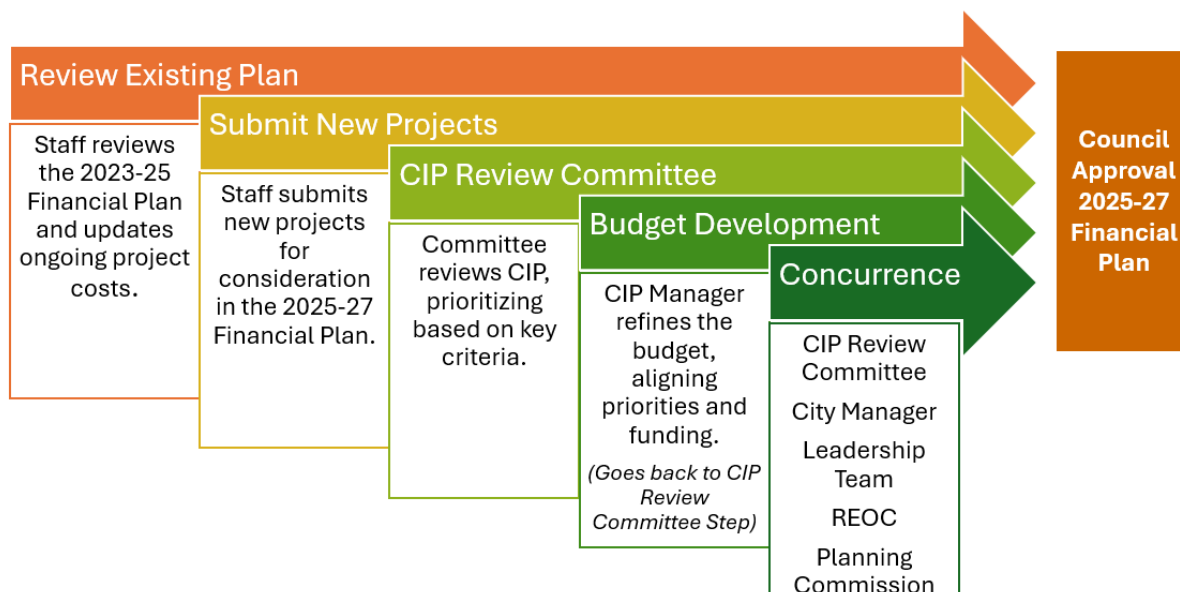 Review Existing Plan
Staff reviews
the 2023-25
Financial Plan
and updates
ongoing project
costs.
Submit New Projects
Staff submits
new projects
for
consideration
in the 2025-27
Financial Plan.
CIP Review Committee
Committee
reviews CIP,
prioritizing
based on key
criteria.
Budget Development
CIP Manager
refines the
budget,
aligning
priorities and
funding.
(Goes back to CIP
Review
Committee Step)
Concurrence
CIP Review
Committee
City Manager
Leadership
Team
REOC
Planning
Commission
Council
Approval
2025-27
Financial
Plan